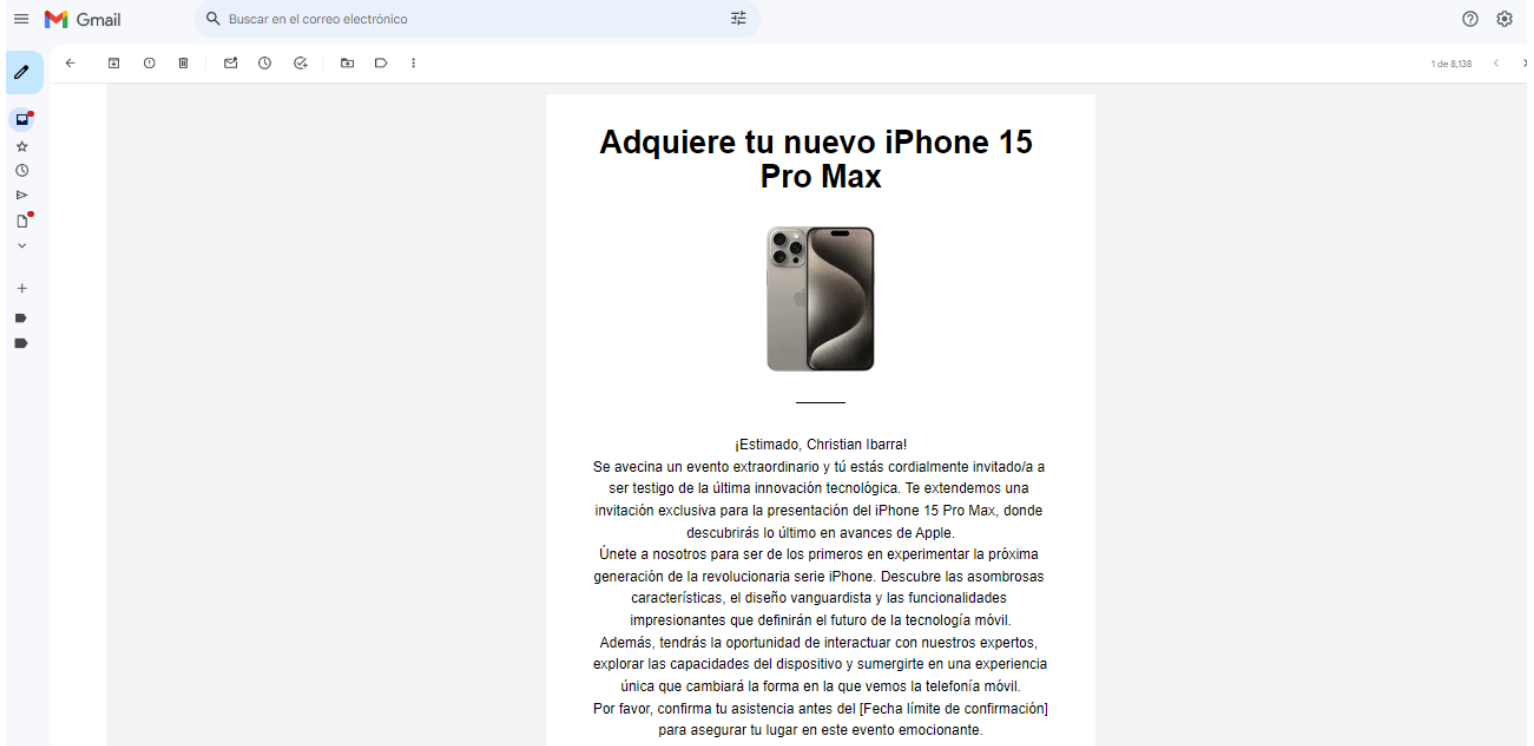 Gmail
Buscar en el correo electrónico
1 de 8,138
Adquiere tu nuevo iPhone 15
Pro Max
¡Estimado, Christian Ibarra!
Se avecina un evento extraordinario y tú estás cordialmente invitado/a a
ser testigo de la última innovación tecnológica. Te extendemos una
invitación exclusiva para la presentación del iPhone 15 Pro Max, donde
descubrirás lo último en avances de Apple.
Únete a nosotros para ser de los primeros en experimentar la próxima
generación de la revolucionaria serie iPhone. Descubre las asombrosas
características, el diseño vanguardista y las funcionalidades
impresionantes que definirán el futuro de la tecnología móvil.
Además, tendrás la oportunidad de interactuar con nuestros expertos,
explorar las capacidades del dispositivo y sumergirte en una experiencia
única que cambiará la forma en la que vemos la telefonía móvil.
Por favor, confirma tu asistencia antes del [Fecha límite de confirmación]
para asegurar tu lugar en este evento emocionante.